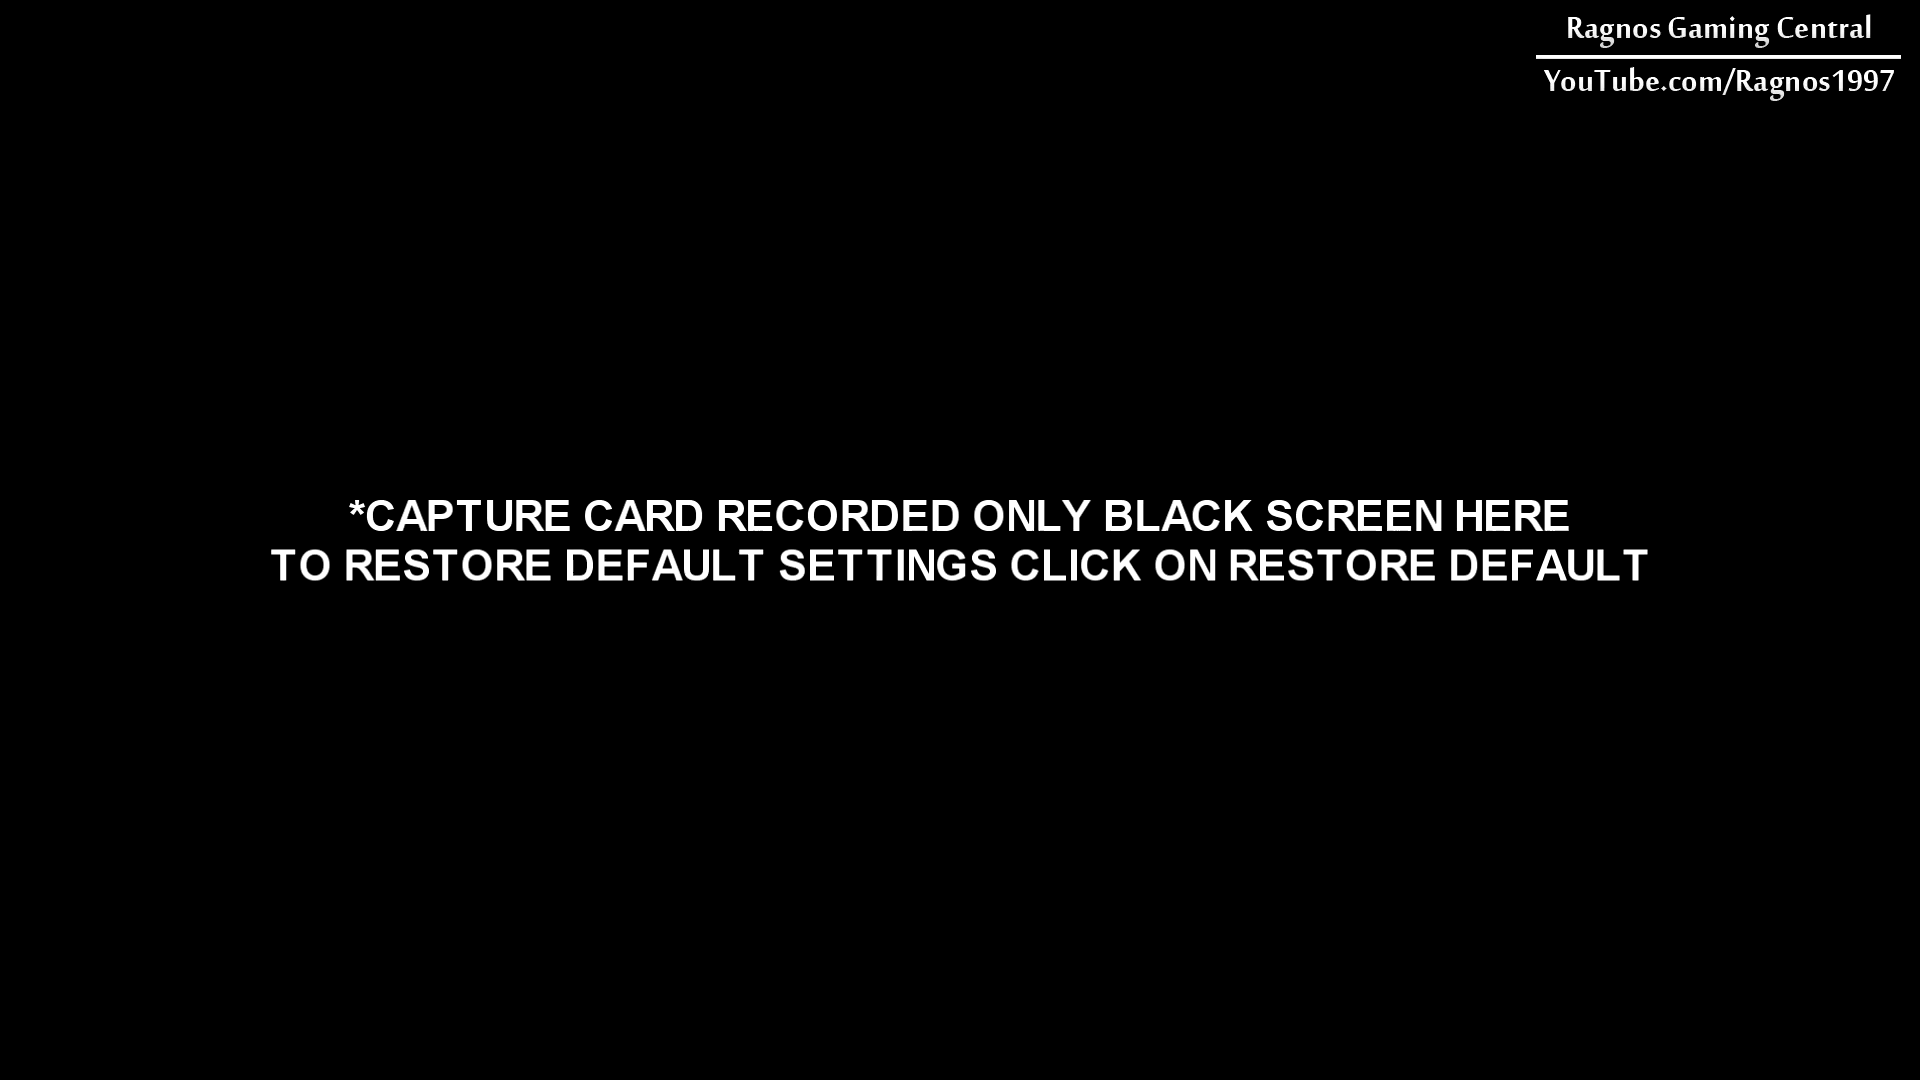 Ragnos Gaming Central
YouTube.com/Ragnos1997
*CAPTURE CARD RECORDED ONLY BLACK SCREEN HERE
TO RESTORE DEFAULT SETTINGS CLICK ON RESTORE DEFAULT